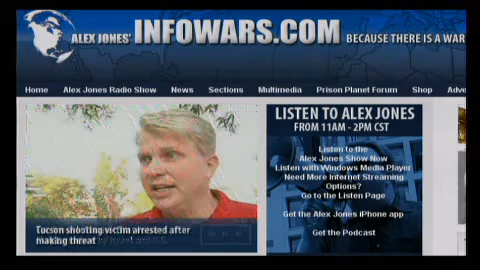 ALEX JONES' INFOWARS.COM BECAUSE THERE IS A WAR
Home Alex Jones Radio Show News Sections Multimedia Prison Planet Forum Shop Adve
LISTEN TO ALEX JONES
FROM 11AM - 2PM CST
Listen to the
Alex Jones Show Now
Listen with Windows Media Player
Need More Internet Streaming
Options?
Go to the Listen Page
Get the Alex Jones iPhone app
Get the Podcast
Tucson shooting victim arrested after
making threat